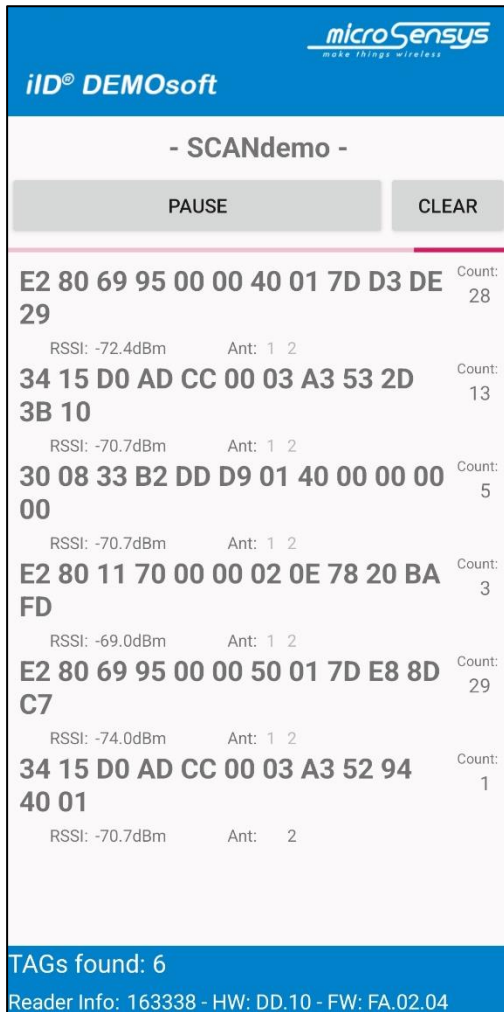 microSensys
make things wireless
iID® DEMOsoft
- SCANdemo -
PAUSE
CLEAR
E2 80 69 95 00 00 40 01 7D D3 DE
29
Count:
28
RSSI: -72.4dBm Ant: 1 2
34 15 D0 AD CC 00 03 A3 53 2D
3B 10
Count:
13
RSSI: -70.7dBm Ant: 1 2
30 08 33 B2 DD D9 01 40 00 00 00
00
Count:
5
RSSI: -70.7dBm Ant: 1 2
E2 80 11 70 00 00 02 0E 78 20 BA
FD
Count:
3
RSSI: -69.0dBm Ant: 1 2
E2 80 69 95 00 00 50 01 7D E8 8D
C7
Count:
29
RSSI: -74.0dBm Ant: 1 2
34 15 D0 AD CC 00 03 A3 52 94
40 01
Count:
1
RSSI: -70.7dBm Ant: 2
TAGs found: 6
Reader Info: 163338 - HW: DD.10 - FW: FA.02.04